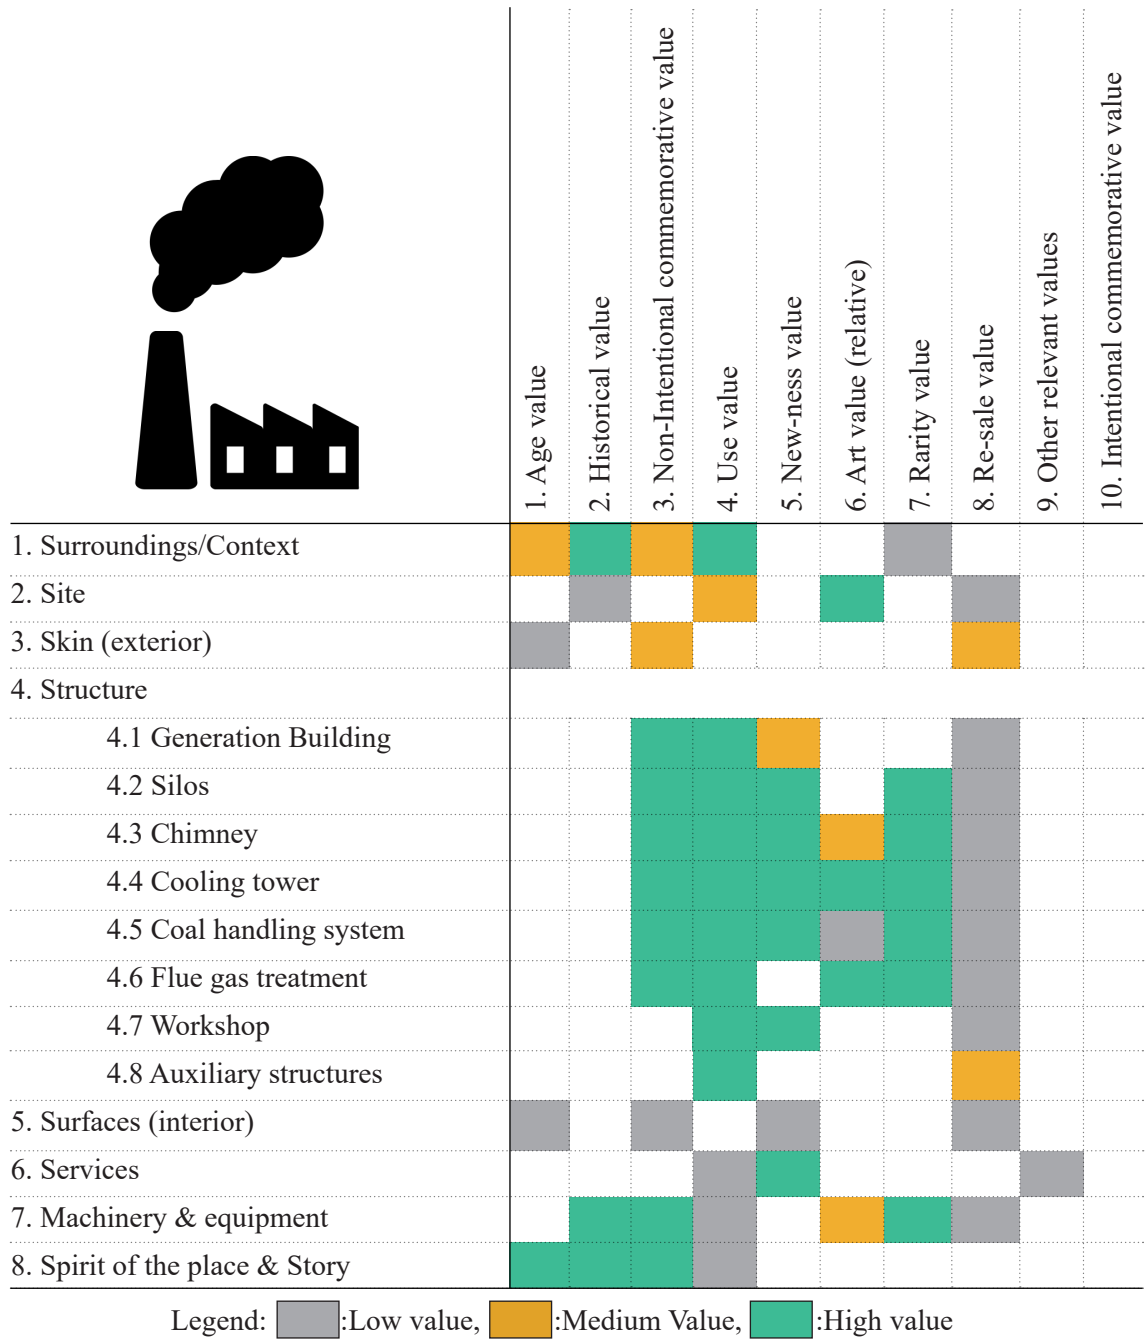 1. Age value
2. Historical value
3. Non-Intentional commemorative value
4. Use value
5. New-ness value
6. Art value (relative)
7. Rarity value
8. Re-sale value
9. Other relevant values
10. Intentional commemorative value
1. Surroundings/Context
2. Site
3. Skin (exterior)
4. Structure
4.1 Generation Building
4.2 Silos
4.3 Chimney
4.4 Cooling tower
4.5 Coal handling system
4.6 Flue gas treatment
4.7 Workshop
4.8 Auxiliary structures
5. Surfaces (interior)
6. Services
7. Machinery & equipment
8. Spirit of the place & Story
Legend: :Low value, :Medium Value, :High value